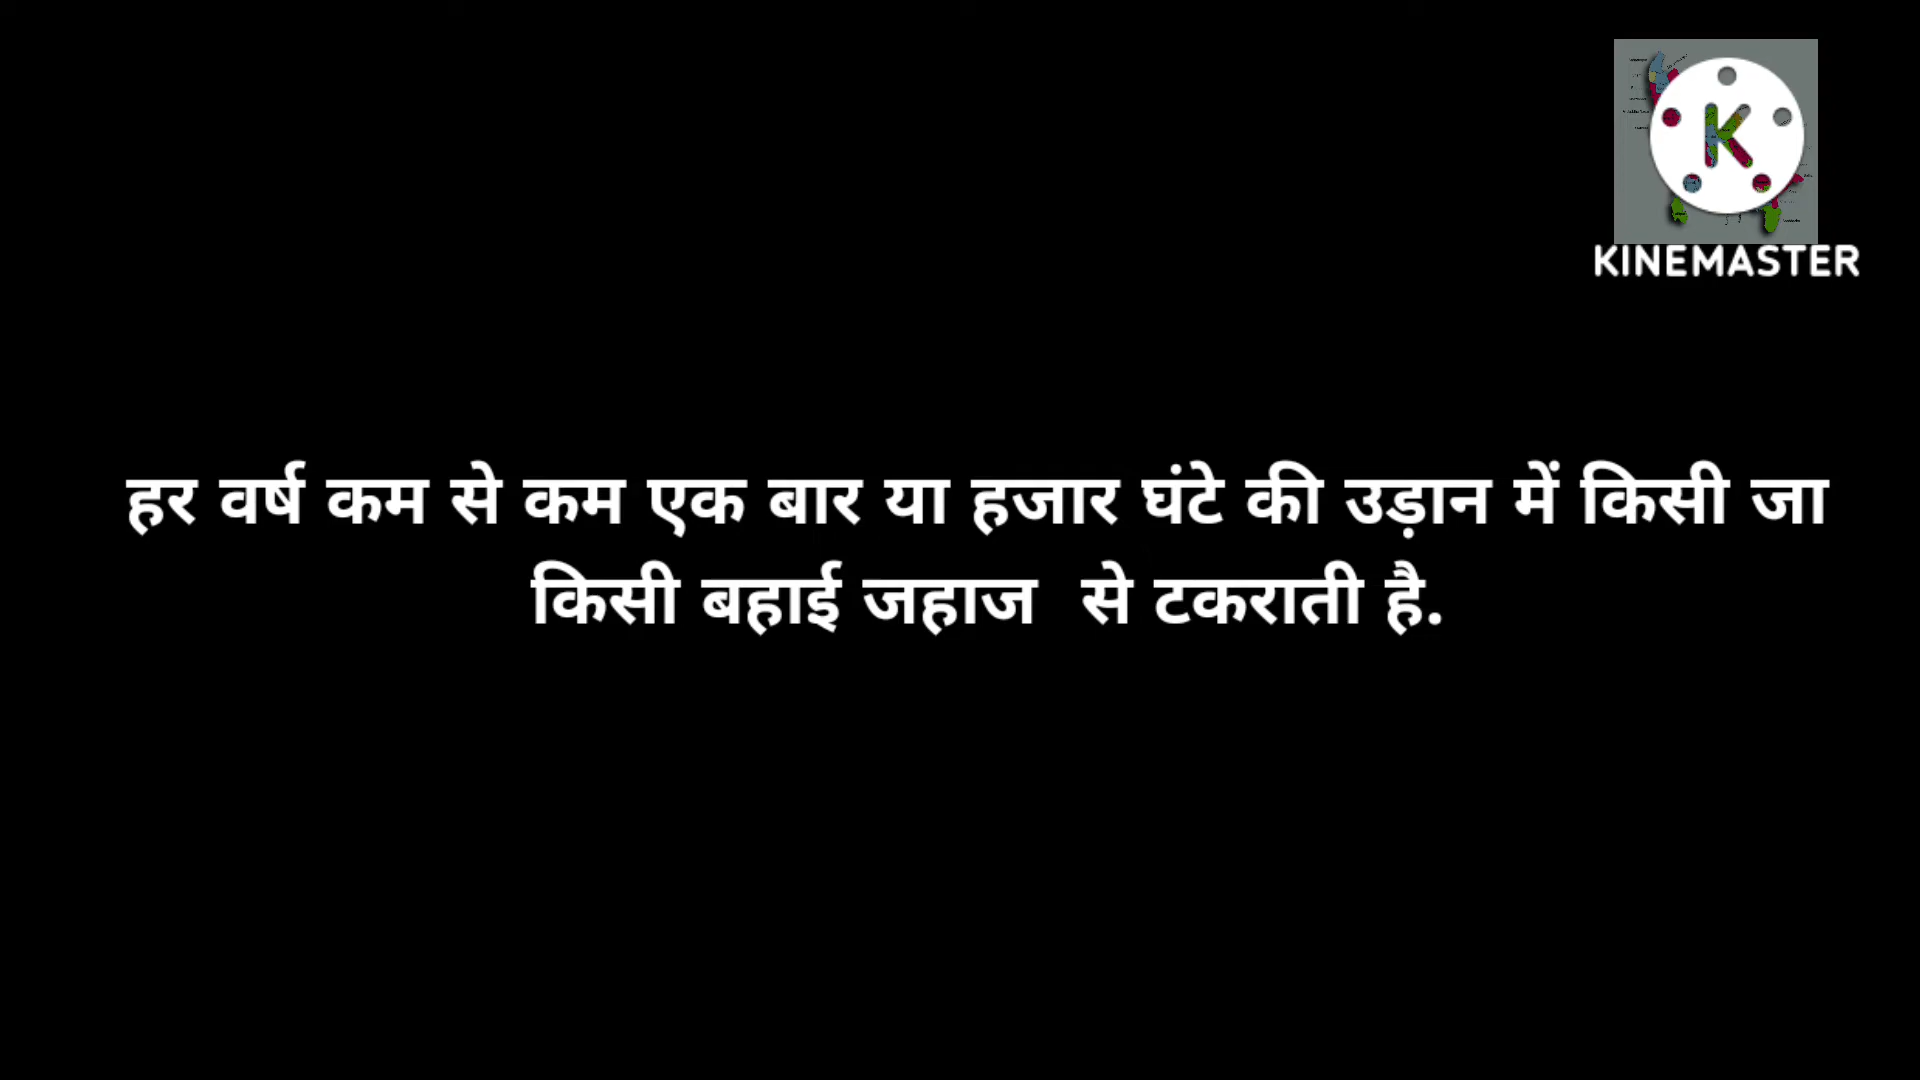 KINEMASTER
हर वर्ष कम से कम एक बार या हजार घंटे की उड़ान में किसी जा
किसी बहाई जहाज से टकराती है.